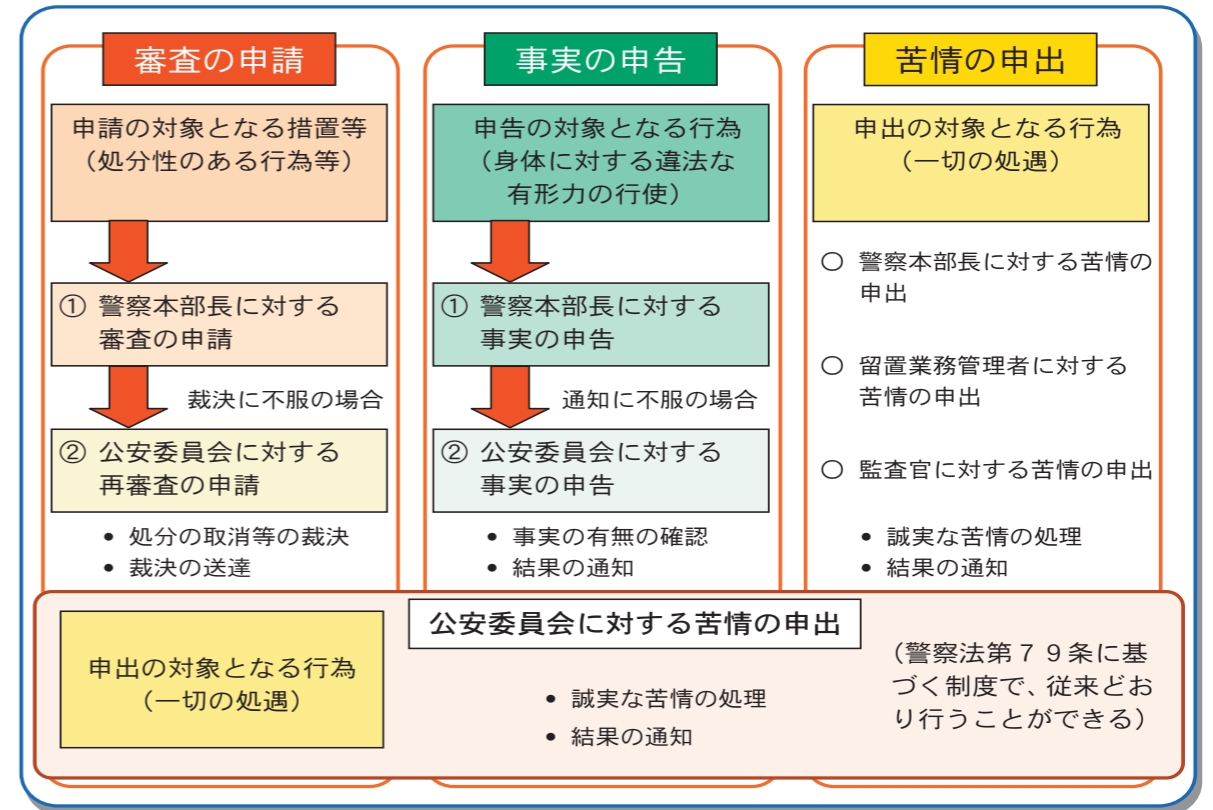 審査の申請
申請の対象となる措置等
（処分性のある行為等）
① 警察本部長に対する
審査の申請
裁決に不服の場合
② 公安委員会に対する
再審査の申請
• 処分の取消等の裁決
• 裁決の送達
事実の申告
申告の対象となる行為
（身体に対する違法な
有形力の行使）
① 警察本部長に対する
事実の申告
通知に不服の場合
② 公安委員会に対する
事実の申告
• 事実の有無の確認
• 結果の通知
苦情の申出
申出の対象となる行為
（一切の処遇）
○ 警察本部長に対する苦情の
申出
○ 留置業務管理者に対する
苦情の申出
○ 監査官に対する苦情の申出
• 誠実な苦情の処理
• 結果の通知
公安委員会に対する苦情の申出
申出の対象となる行為
（一切の処遇）
• 誠実な苦情の処理
• 結果の通知
（警察法第７９条に基
づく制度で、従来どお
り行うことができる）